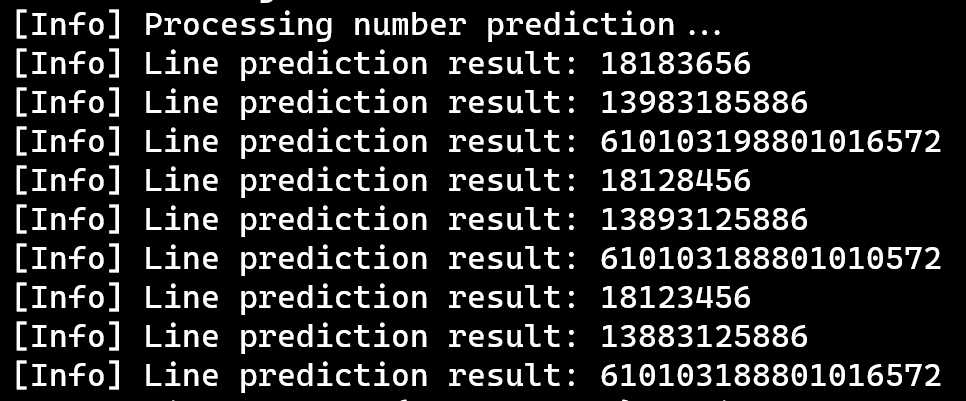 [Info] Processing number prediction...
[Info] Line prediction result: 18183656
[Info] Line prediction result: 13983185886
[Info] Line prediction result: 610103198801016572
[Info] Line prediction result: 18128456
[Info] Line prediction result: 13893125886
[Info] Line prediction result: 610103188801010572
[Info] Line prediction result: 18123456
[Info] Line prediction result: 13883125886
[Info] Line prediction result: 610103188801016572